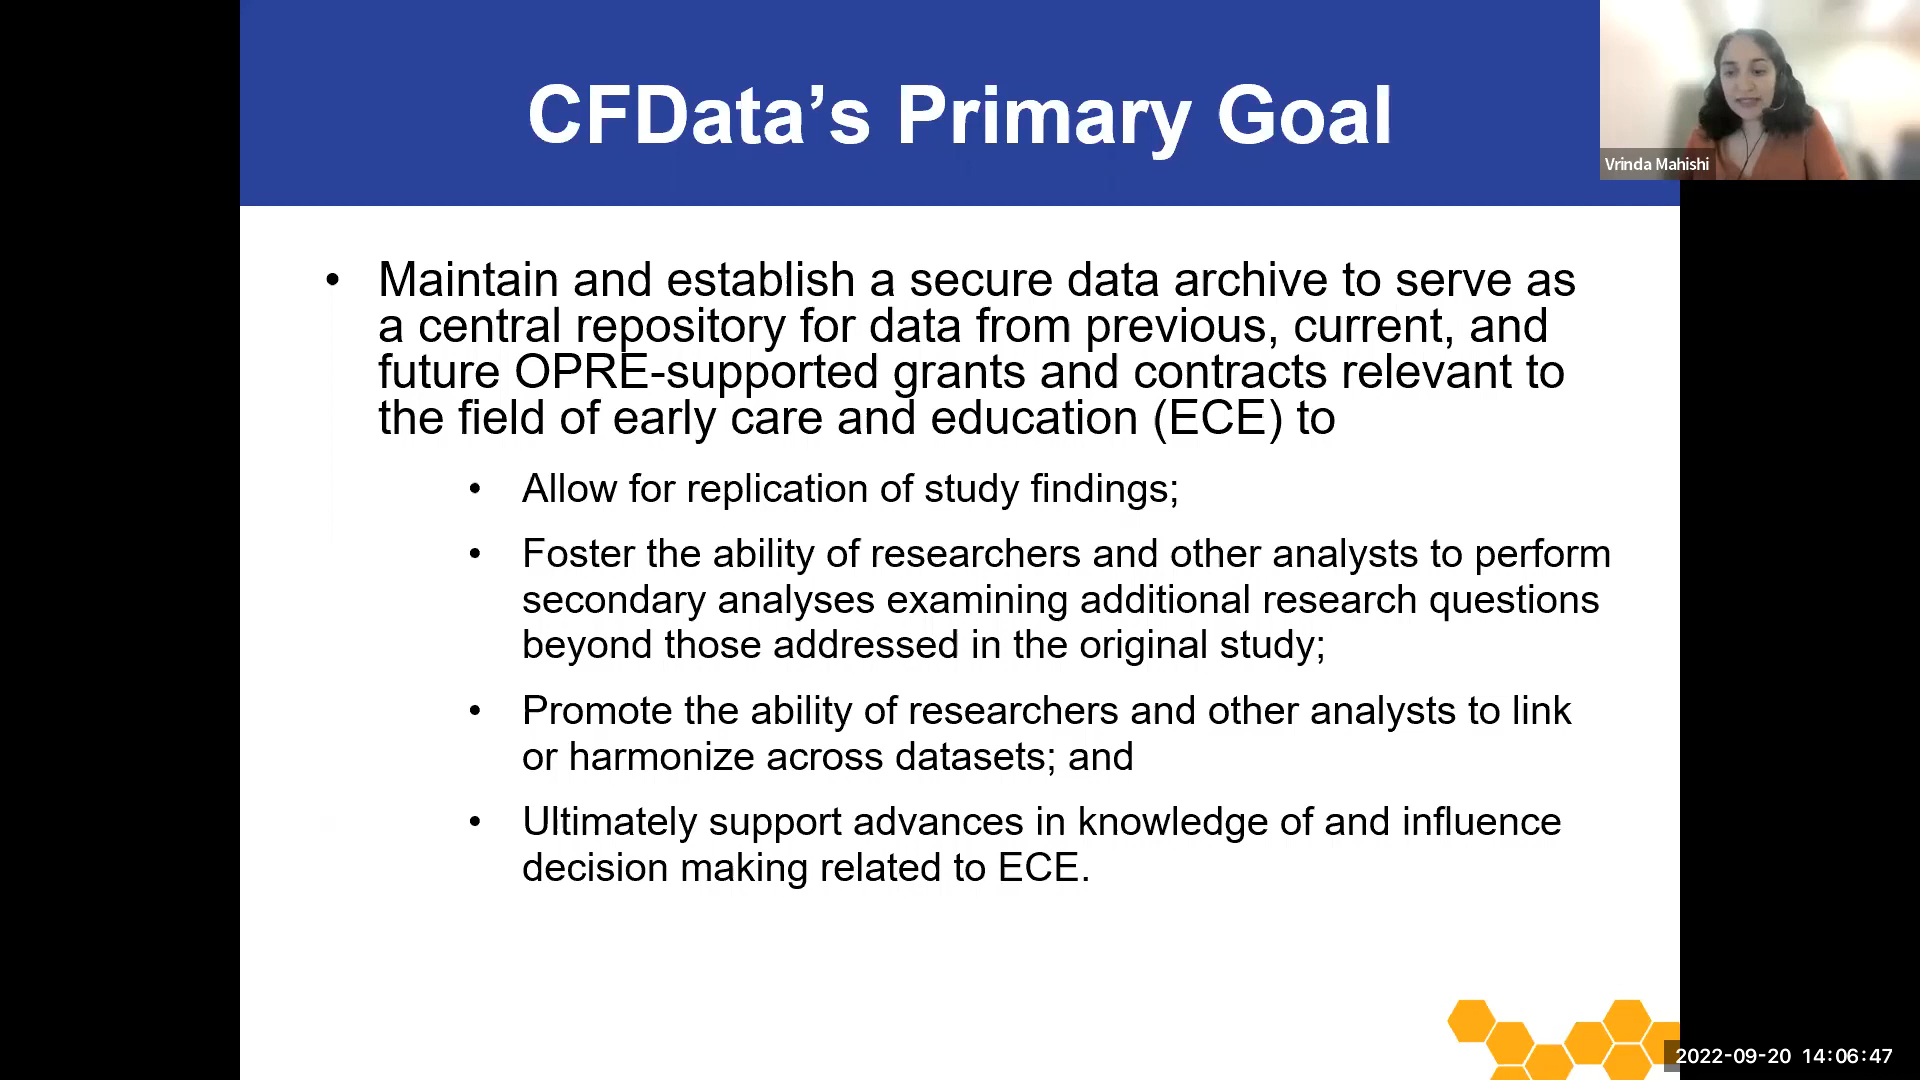 CFData’s Primary Goal
Vrinda Mahishi
• Maintain and establish a secure data archive to serve as
a central repository for data from previous, current, and
future OPRE-supported grants and contracts relevant to
the field of early care and education (ECE) to
• Allow for replication of study findings;
• Foster the ability of researchers and other analysts to perform
secondary analyses examining additional research questions
beyond those addressed in the original study;
• Promote the ability of researchers and other analysts to link
or harmonize across datasets; and
• Ultimately support advances in knowledge of and influence
decision making related to ECE.
2022-09-20 14:06:47